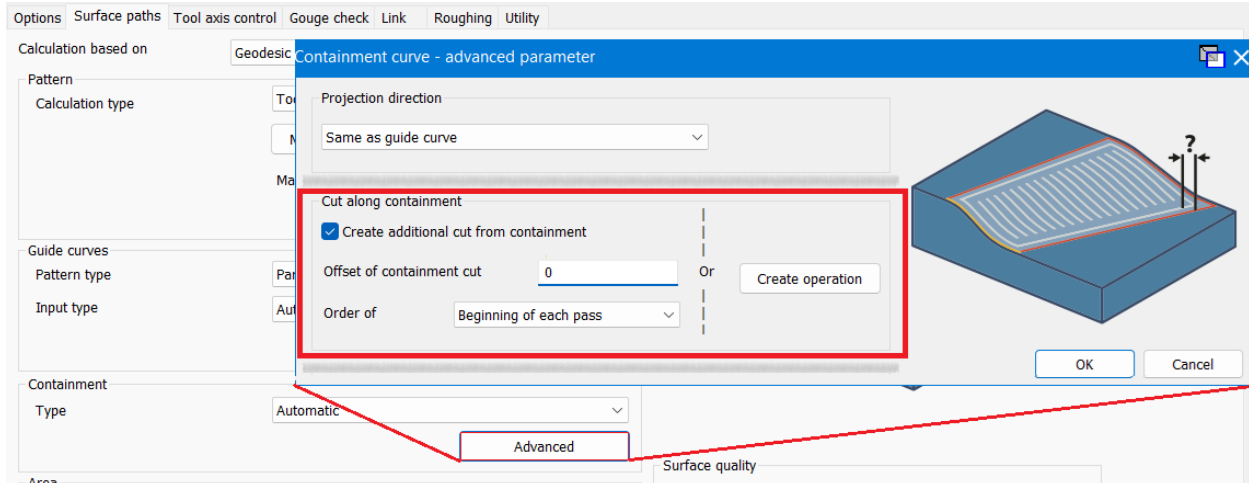 Options Surface paths Tool axis control Gouge check Link Roughing Utility
Calculation based on Geodesic
Containment curve - advanced parameter
Pattern
Calculation type
Projection direction
Same as guide curve
?
Cut along containment
Create additional cut from containment
Offset of containment cut 0 Or Create operation
Order of Beginning of each pass
Guide curves
Pattern type
Input type
OK Cancel
Containment
Type Automatic
Advanced
Surface quality